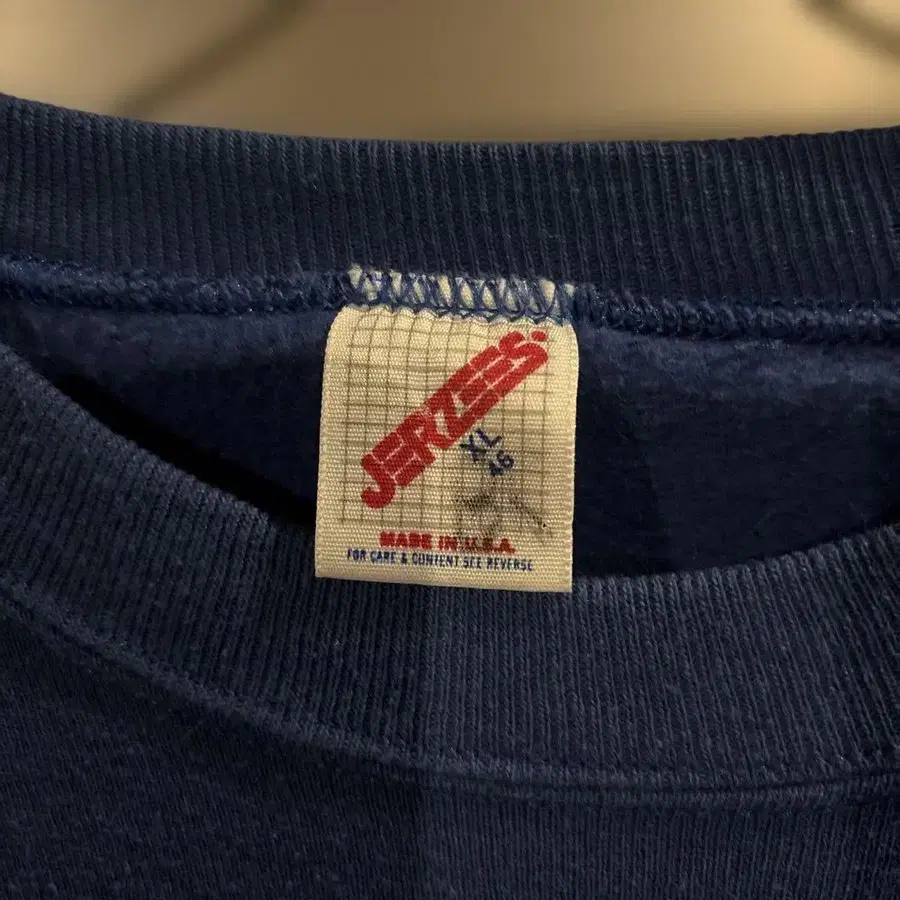 JERZEES
XL
46
MADE IN U.S.A.
FOR CARE & CONTENT SEE REVERSE